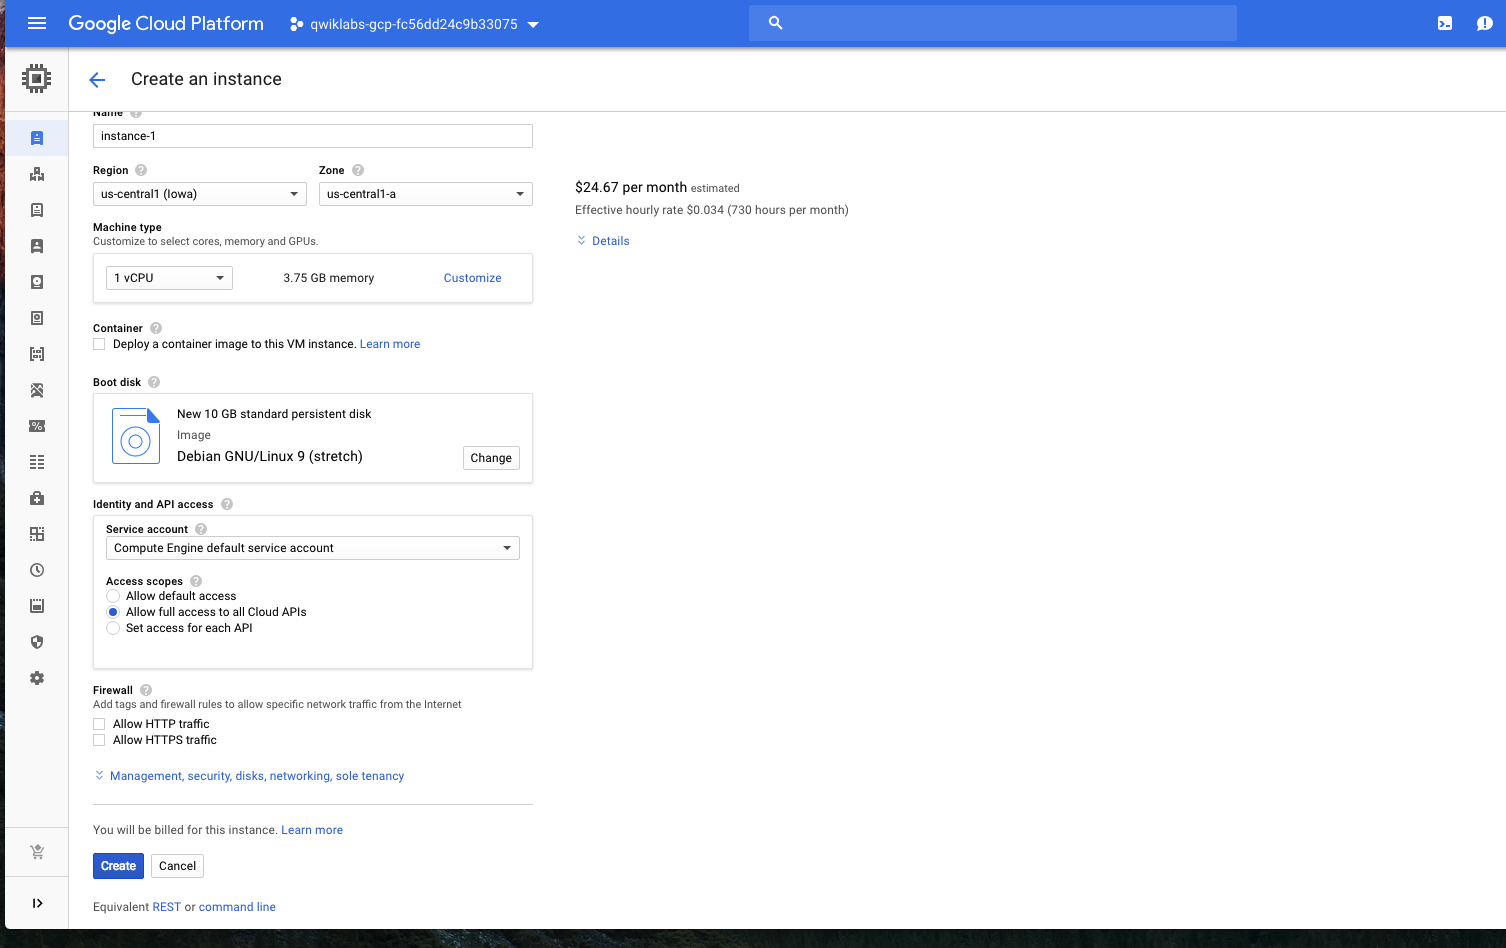 Google Cloud Platform
qwiklabs-gcp-fc56dd24c9b33075
Create an instance
Name
instance-1
Region Zone
us-central1 (Iowa) us-central1-a
Machine type
Customize to select cores, memory and GPUs.
1 vCPU 3.75 GB memory Customize
Container
Deploy a container image to this VM instance. Learn more
Boot disk
New 10 GB standard persistent disk
Image
Debian GNU/Linux 9 (stretch)
Change
Identity and API access
Service account
Compute Engine default service account
Access scopes
Allow default access
Allow full access to all Cloud APIs
Set access for each API
Firewall
Add tags and firewall rules to allow specific network traffic from the Internet
Allow HTTP traffic
Allow HTTPS traffic
Management, security, disks, networking, sole tenancy
You will be billed for this instance. Learn more
Create Cancel
Equivalent REST or command line
$24.67 per month estimated
Effective hourly rate $0.034 (730 hours per month)
Details